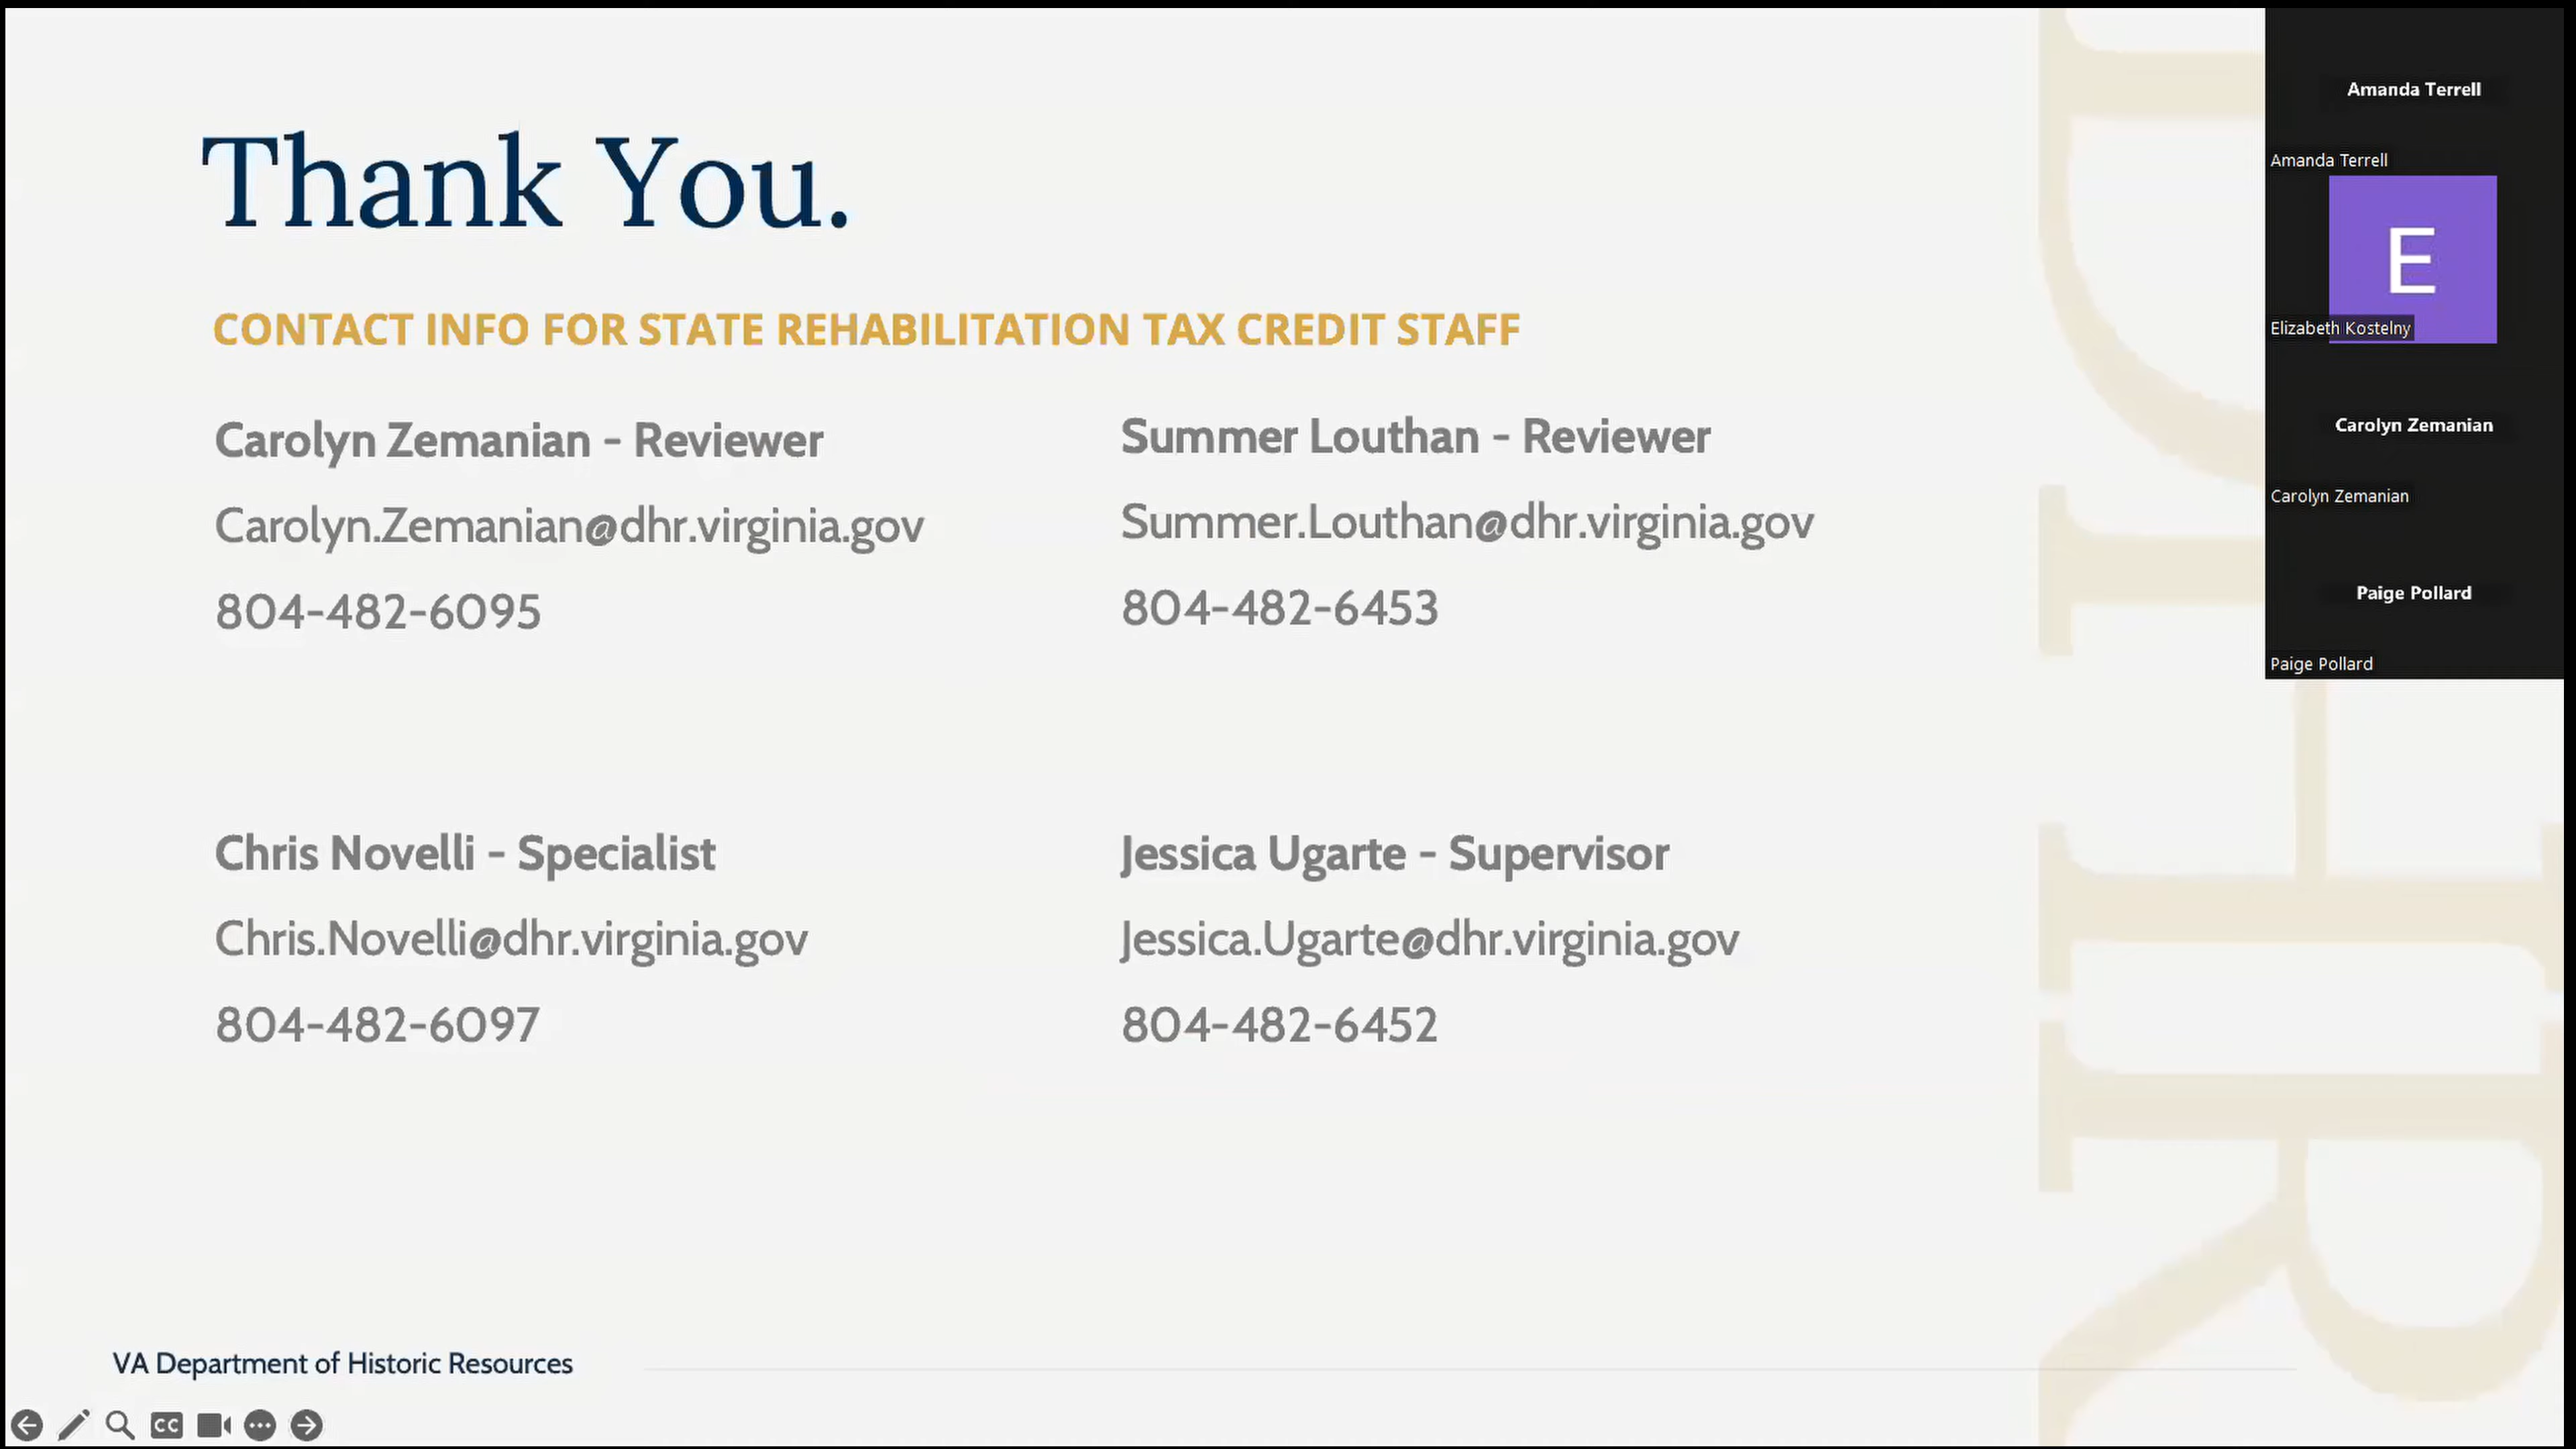 Thank You.
CONTACT INFO FOR STATE REHABILITATION TAX CREDIT STAFF
Carolyn Zemanian - Reviewer
Carolyn.Zemanian@dhr.virginia.gov
804-482-6095
Summer Louthan - Reviewer
Summer.Louthan@dhr.virginia.gov
804-482-6453
Chris Novelli - Specialist
Chris.Novelli@dhr.virginia.gov
804-482-6097
Jessica Ugarte - Supervisor
Jessica.Ugarte@dhr.virginia.gov
804-482-6452
VA Department of Historic Resources
CC
DHR
Amanda Terrell
Amanda Terrell
E
Elizabeth Kostelny
Carolyn Zemanian
Carolyn Zemanian
Paige Pollard
Paige Pollard